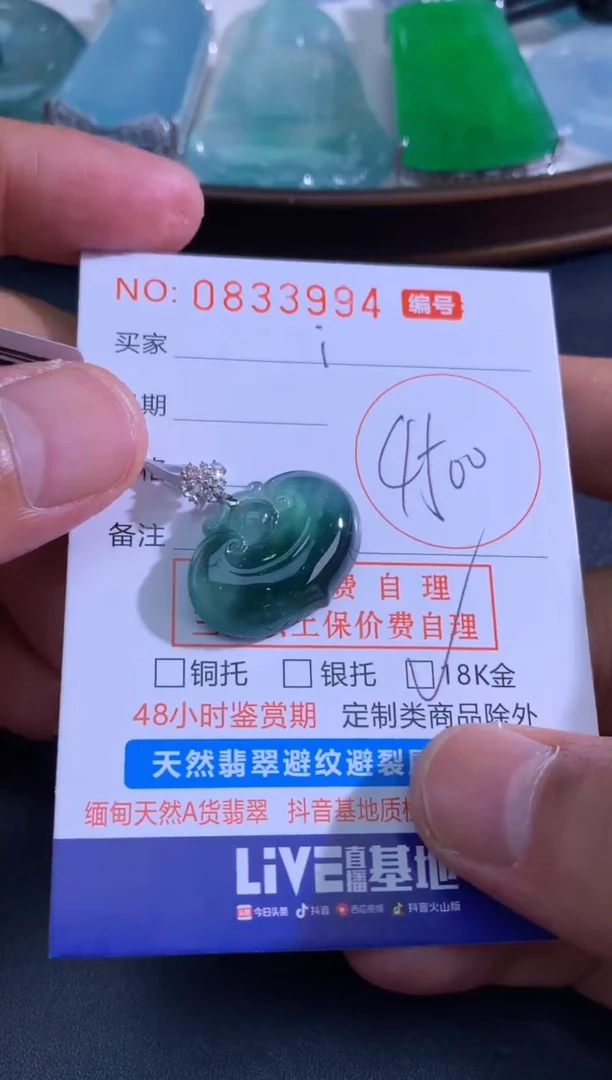 NO: 0833994 编号
买家 i
期
格
备注
费自理
上保价费自理
□铜托 □银托 □18K金
48小时鉴赏期 定制类商品除外
天然翡翠避纹避裂
缅甸天然A货翡翠 抖音基地质检
LiVE直播基地
今日头条 抖音 西瓜视频 抖音火山版